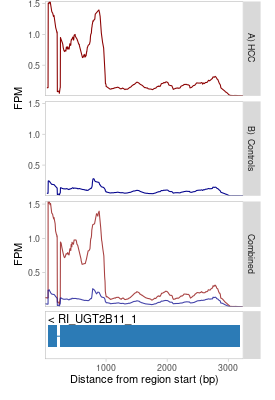 1.5
1.0
0.5
FPM
A) HCC
1.5
1.0
0.5
B) Controls
1.5
1.0
0.5
FPM
Combined
< RI_UGT2B11_1
1000
2000
3000
Distance from region start (bp)